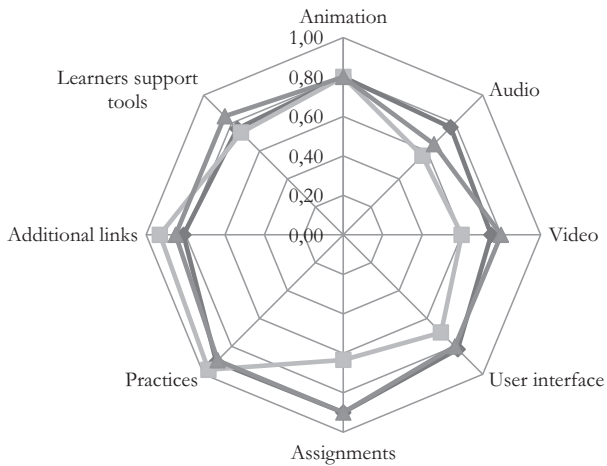 Animation
1,00
Learners support
tools
0,80
Audio
0,60
0,40
0,20
Additional links
0,00
Video
Practices
User interface
Assignments